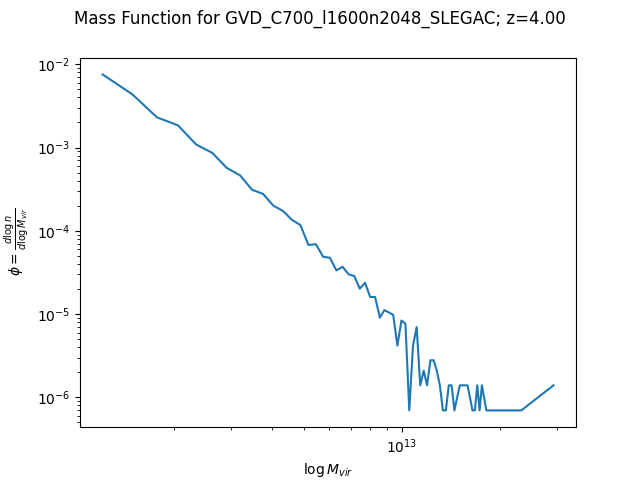 Mass Function for GVD_C700_l1600n2048_SLEGAC; z=4.00
10⁻²
10⁻³
10⁻⁴
10⁻⁵
10⁻⁶
ϕ = d log n / d log M_vir
10¹³
log M_vir